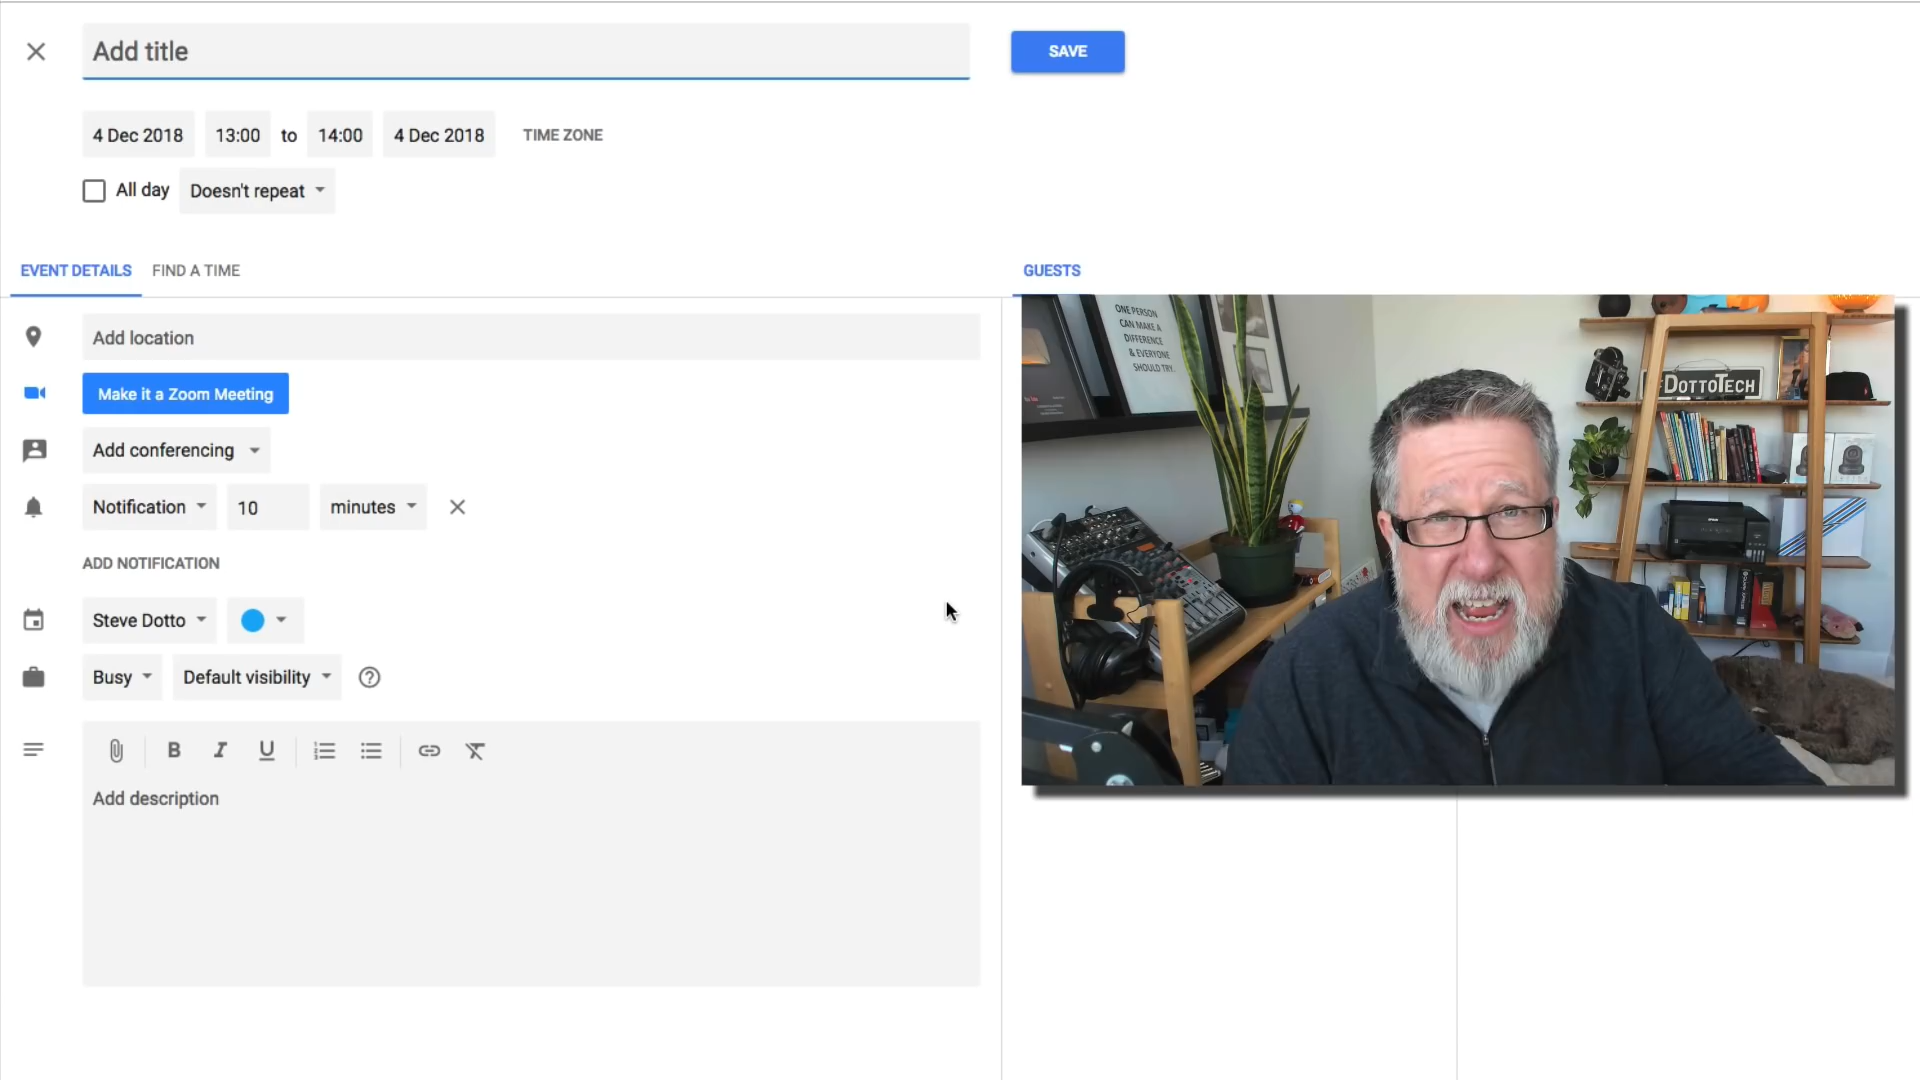 Add title
SAVE
4 Dec 2018 13:00 to 14:00 4 Dec 2018 TIME ZONE
All day Doesn't repeat
EVENT DETAILS FIND A TIME
GUESTS
Add location
Make it a Zoom Meeting
Add conferencing
Notification 10 minutes
ADD NOTIFICATION
Steve Dotto
Busy Default visibility
B I U
Add description
ONE PERSON
CAN MAKE A
DIFFERENCE
& EVERYONE
SHOULD TRY.
#DOTTOTECH